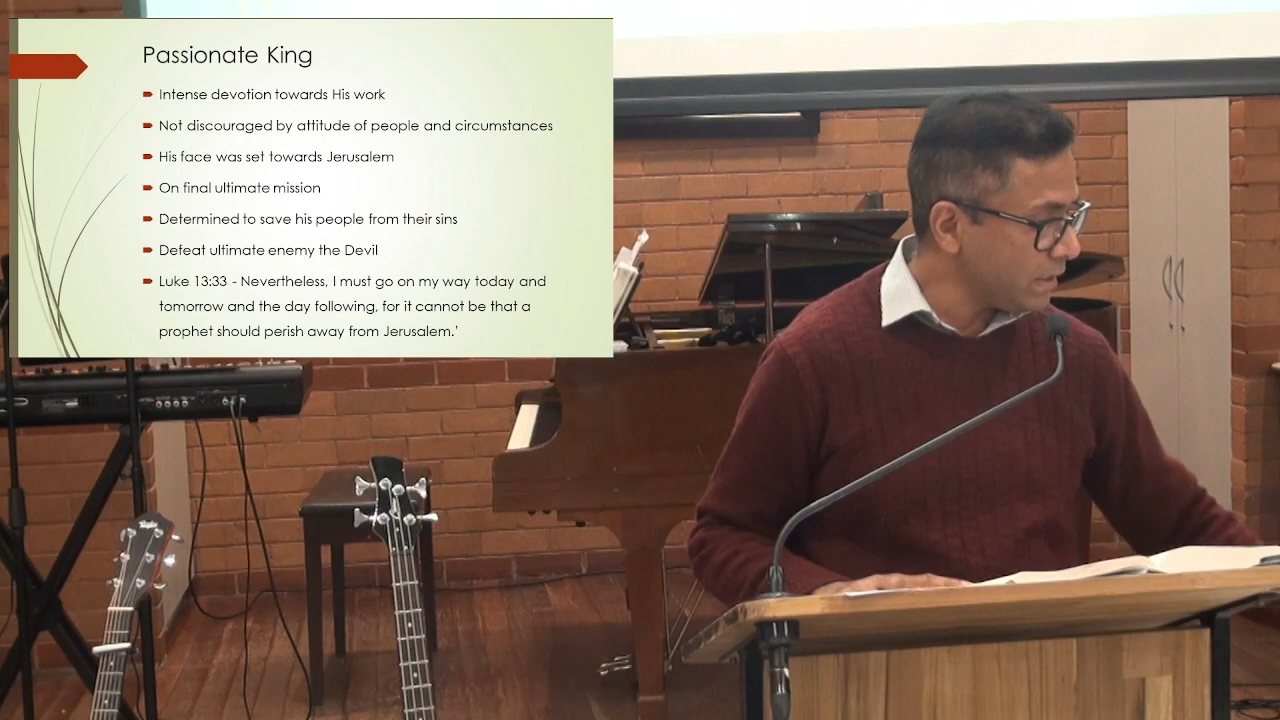 Passionate King
Intense devotion towards His work
Not discouraged by attitude of people and circumstances
His face was set towards Jerusalem
On final ultimate mission
Determined to save his people from their sins
Defeat ultimate enemy the Devil
Luke 13:33 - Nevertheless, I must go on my way today and
tomorrow and the day following, for it cannot be that a
prophet should perish away from Jerusalem.'
Taylor